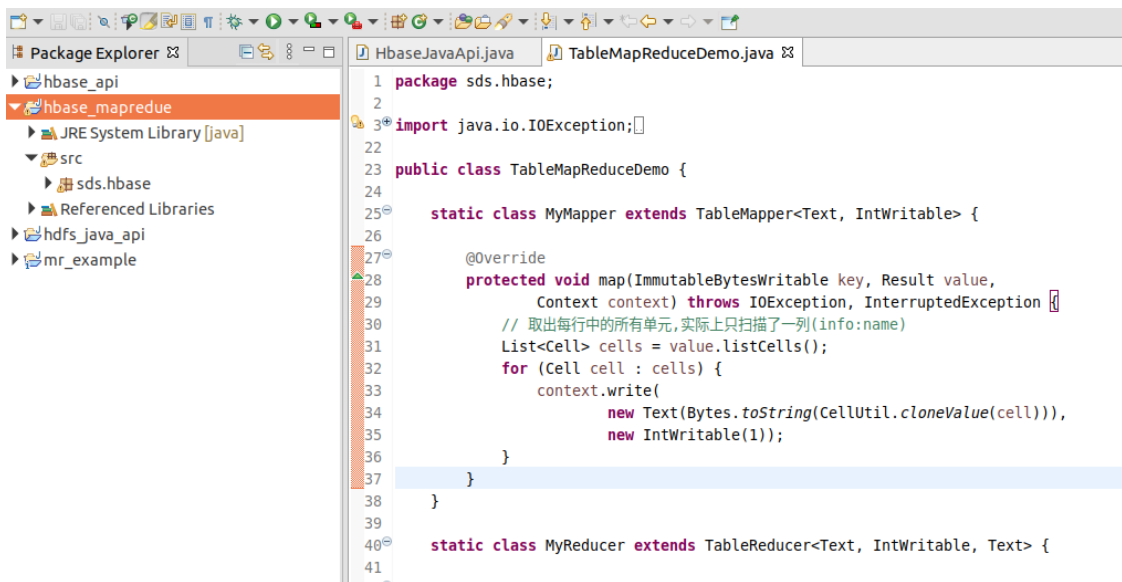 Package Explorer
HbaseJavaApi.java
TableMapReduceDemo.java
hbase_api
hbase_mapredue
JRE System Library [java]
src
sds.hbase
Referenced Libraries
hdfs_java_api
mr_example
1 package sds.hbase;
2
3 import java.io.IOException;
22
23 public class TableMapReduceDemo {
24
25 static class MyMapper extends TableMapper<Text, IntWritable> {
26
27 @Override
28 protected void map(ImmutableBytesWritable key, Result value,
29 Context context) throws IOException, InterruptedException {
30 // 取出每行中的所有单元,实际上只扫描了一列(info:name)
31 List<Cell> cells = value.listCells();
32 for (Cell cell : cells) {
33 context.write(
34 new Text(Bytes.toString(CellUtil.cloneValue(cell))),
35 new IntWritable(1));
36 }
37 }
38 }
39
40 static class MyReducer extends TableReducer<Text, IntWritable, Text> {
41